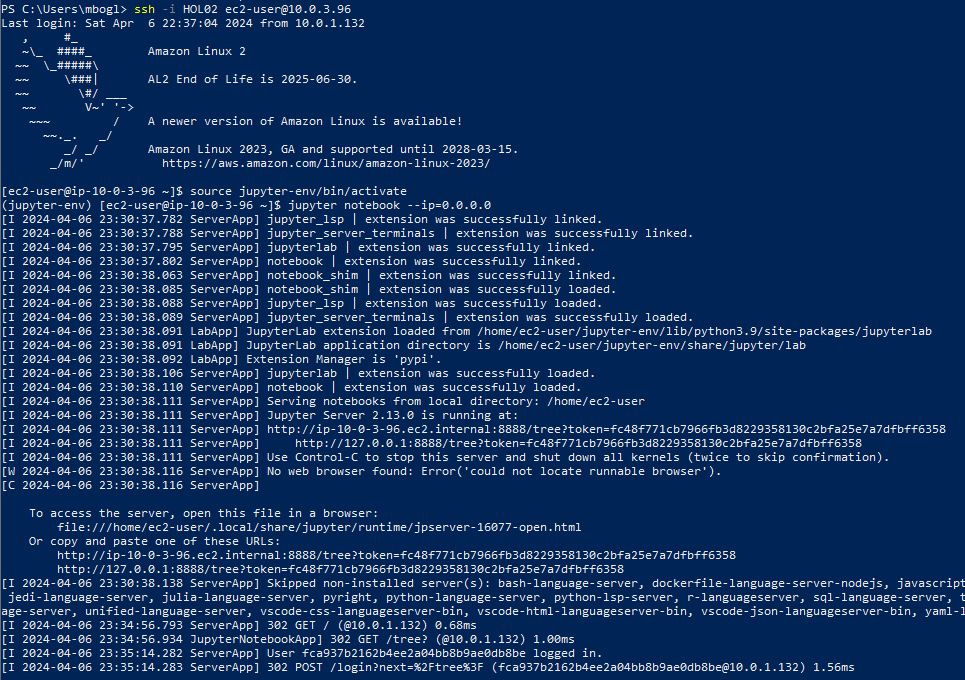 PS C:\Users\mbogl> ssh -i HOL02 ec2-user@10.0.3.96
Last login: Sat Apr  6 22:37:04 2024 from 10.0.1.132
   ,     #_
   ~\_  ####_        Amazon Linux 2
  ~~  \_#####\
  ~~     \###|       AL2 End of Life is 2025-06-30.
  ~~       \#/ ___
   ~~       V~' '->
    ~~~         /    A newer version of Amazon Linux is available!
      ~~._.   _/
         _/ _/       Amazon Linux 2023, GA and supported until 2028-03-15.
       _/m/'           https://aws.amazon.com/linux/amazon-linux-2023/
[ec2-user@ip-10-0-3-96 ~]$ source jupyter-env/bin/activate
(jupyter-env) [ec2-user@ip-10-0-3-96 ~]$ jupyter notebook --ip=0.0.0.0
[I 2024-04-06 23:30:37.782 ServerApp] jupyter_lsp | extension was successfully linked.
[I 2024-04-06 23:30:37.788 ServerApp] jupyter_server_terminals | extension was successfully linked.
[I 2024-04-06 23:30:37.795 ServerApp] jupyterlab | extension was successfully linked.
[I 2024-04-06 23:30:37.802 ServerApp] notebook | extension was successfully linked.
[I 2024-04-06 23:30:38.063 ServerApp] notebook_shim | extension was successfully linked.
[I 2024-04-06 23:30:38.085 ServerApp] notebook_shim | extension was successfully loaded.
[I 2024-04-06 23:30:38.088 ServerApp] jupyter_lsp | extension was successfully loaded.
[I 2024-04-06 23:30:38.089 ServerApp] jupyter_server_terminals | extension was successfully loaded.
[I 2024-04-06 23:30:38.091 LabApp] JupyterLab extension loaded from /home/ec2-user/jupyter-env/lib/python3.9/site-packages/jupyterlab
[I 2024-04-06 23:30:38.091 LabApp] JupyterLab application directory is /home/ec2-user/jupyter-env/share/jupyter/lab
[I 2024-04-06 23:30:38.092 LabApp] Extension Manager is 'pypi'.
[I 2024-04-06 23:30:38.106 ServerApp] jupyterlab | extension was successfully loaded.
[I 2024-04-06 23:30:38.110 ServerApp] notebook | extension was successfully loaded.
[I 2024-04-06 23:30:38.111 ServerApp] Serving notebooks from local directory: /home/ec2-user
[I 2024-04-06 23:30:38.111 ServerApp] Jupyter Server 2.13.0 is running at:
[I 2024-04-06 23:30:38.111 ServerApp] http://ip-10-0-3-96.ec2.internal:8888/tree?token=fc48f771cb7966fb3d8229358130c2bfa25e7a7dfbff6358
[I 2024-04-06 23:30:38.111 ServerApp]     http://127.0.0.1:8888/tree?token=fc48f771cb7966fb3d8229358130c2bfa25e7a7dfbff6358
[I 2024-04-06 23:30:38.111 ServerApp] Use Control-C to stop this server and shut down all kernels (twice to skip confirmation).
[W 2024-04-06 23:30:38.116 ServerApp] No web browser found: Error('could not locate runnable browser').
[C 2024-04-06 23:30:38.116 ServerApp]
    To access the server, open this file in a browser:
        file:///home/ec2-user/.local/share/jupyter/runtime/jpserver-16077-open.html
    Or copy and paste one of these URLs:
        http://ip-10-0-3-96.ec2.internal:8888/tree?token=fc48f771cb7966fb3d8229358130c2bfa25e7a7dfbff6358
        http://127.0.0.1:8888/tree?token=fc48f771cb7966fb3d8229358130c2bfa25e7a7dfbff6358
[I 2024-04-06 23:30:38.138 ServerApp] Skipped non-installed server(s): bash-language-server, dockerfile-language-server-nodejs, javascript
 jedi-language-server, julia-language-server, pyright, python-language-server, python-lsp-server, r-languageserver, sql-language-server, t
age-server, unified-language-server, vscode-css-languageserver-bin, vscode-html-languageserver-bin, vscode-json-languageserver-bin, yaml-l
[I 2024-04-06 23:34:56.793 ServerApp] 302 GET / (@10.0.1.132) 0.68ms
[I 2024-04-06 23:34:56.934 JupyterNotebookApp] 302 GET /tree? (@10.0.1.132) 1.00ms
[I 2024-04-06 23:35:14.282 ServerApp] User fca937b2162b4ee2a04bb8b9ae0db8be logged in.
[I 2024-04-06 23:35:14.283 ServerApp] 302 POST /login?next=%2Ftree%3F (fca937b2162b4ee2a04bb8b9ae0db8be@10.0.1.132) 1.56ms